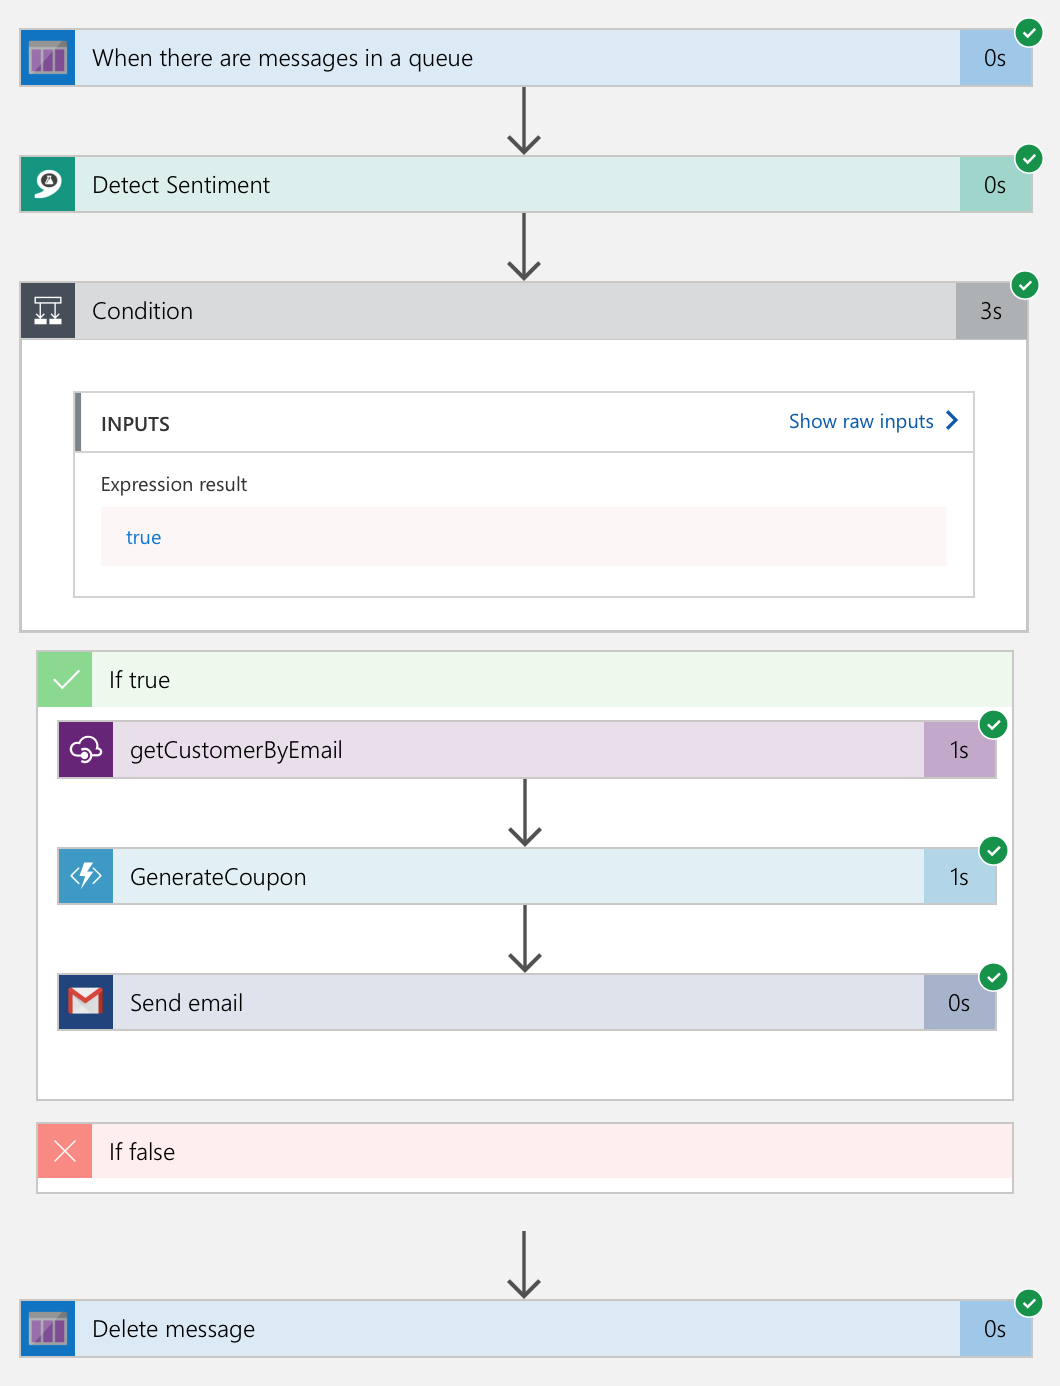 When there are messages in a queue 0s
Detect Sentiment 0s
Condition 3s
INPUTS Show raw inputs
Expression result
true
If true
getCustomerByEmail 1s
GenerateCoupon 1s
Send email 0s
If false
Delete message 0s